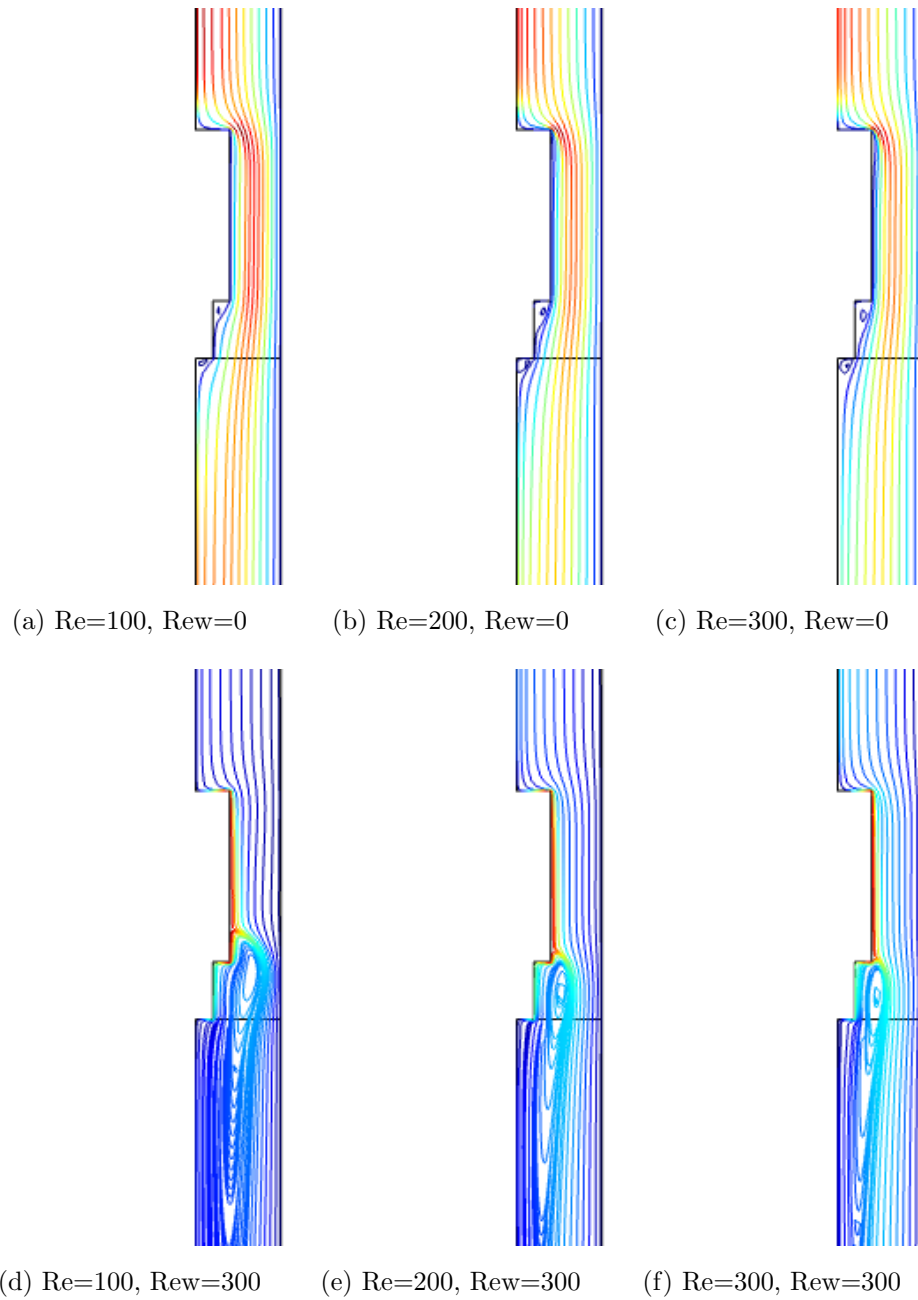 (a) Re=100, Rew=0
(b) Re=200, Rew=0
(c) Re=300, Rew=0
(d) Re=100, Rew=300
(e) Re=200, Rew=300
(f) Re=300, Rew=300